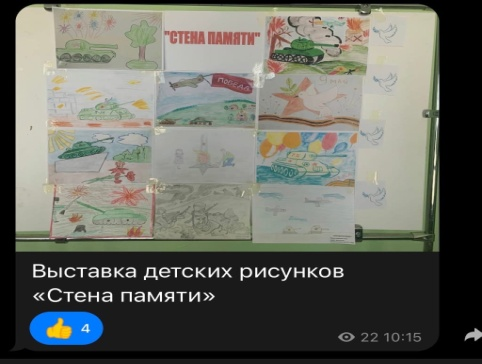 "СТЕНА ПАМЯТИ"
ПОБЕДА
Выставка детских рисунков
«Стена памяти»
👍 4
22 10:15